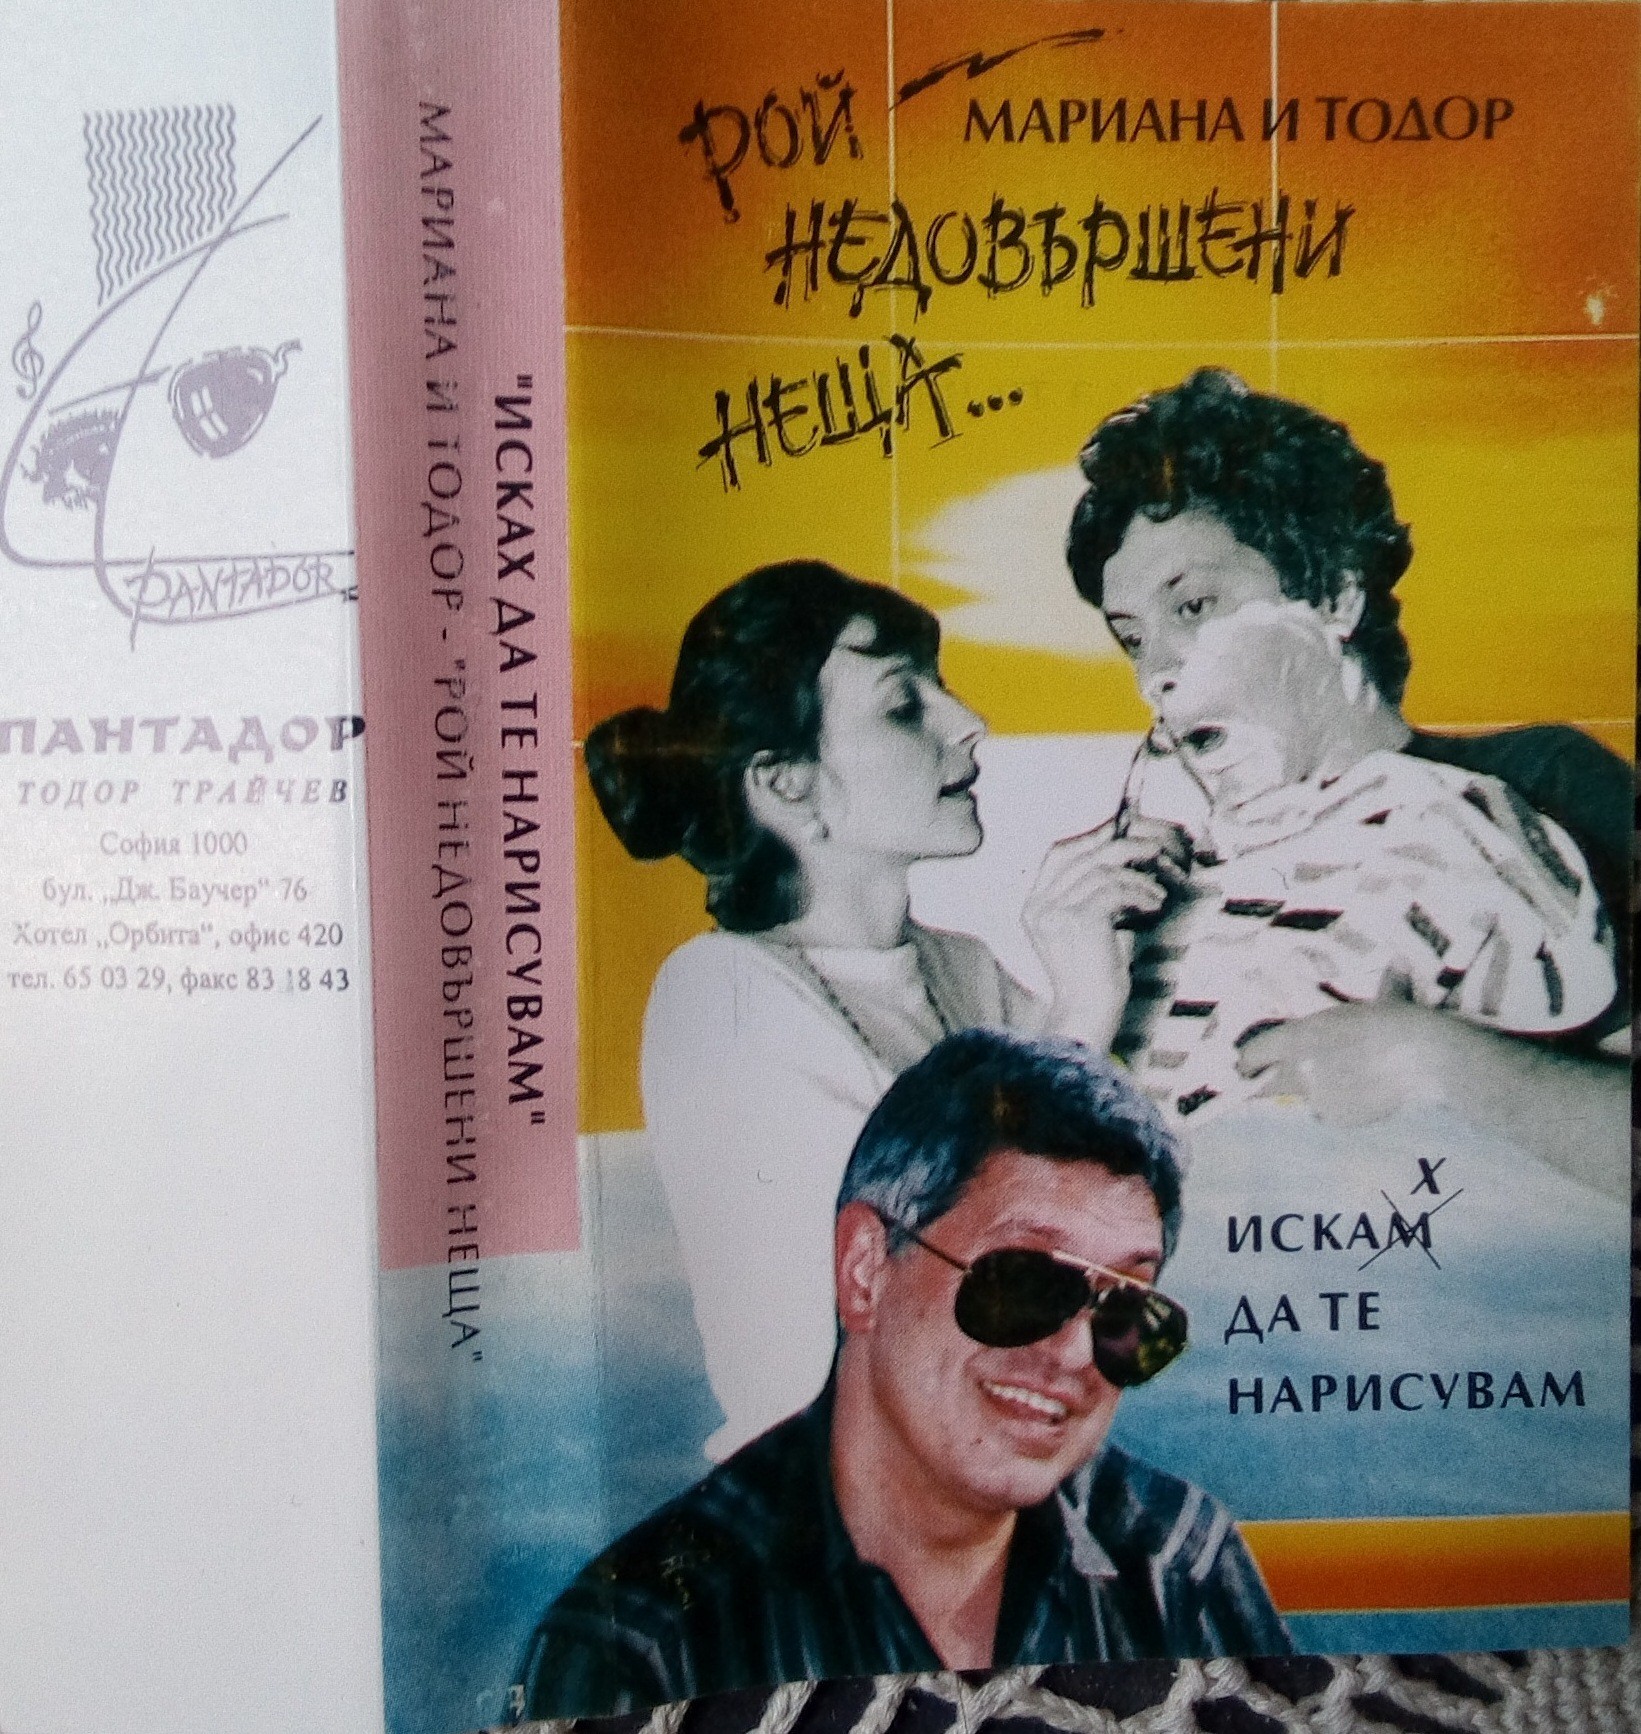 PANTADOR
ПАНТАДОР
ТОДОР ТРАЙЧЕВ
София 1000
бул. „Дж. Баучер" 76
Хотел „Орбита", офис 420
тел. 65 03 29, факс 83 18 43
"ИСКАХ ДА ТЕ НАРИСУВАМ"
МАРИАНА И ТОДОР - "РОЙ НЕДОВЪРШЕНИ НЕЩА"
МАРИАНА И ТОДОР
РОЙ
НЕДОВЪРШЕНИ
НЕЩА...
Х
ИСКАМ
ДА ТЕ
НАРИСУВАМ